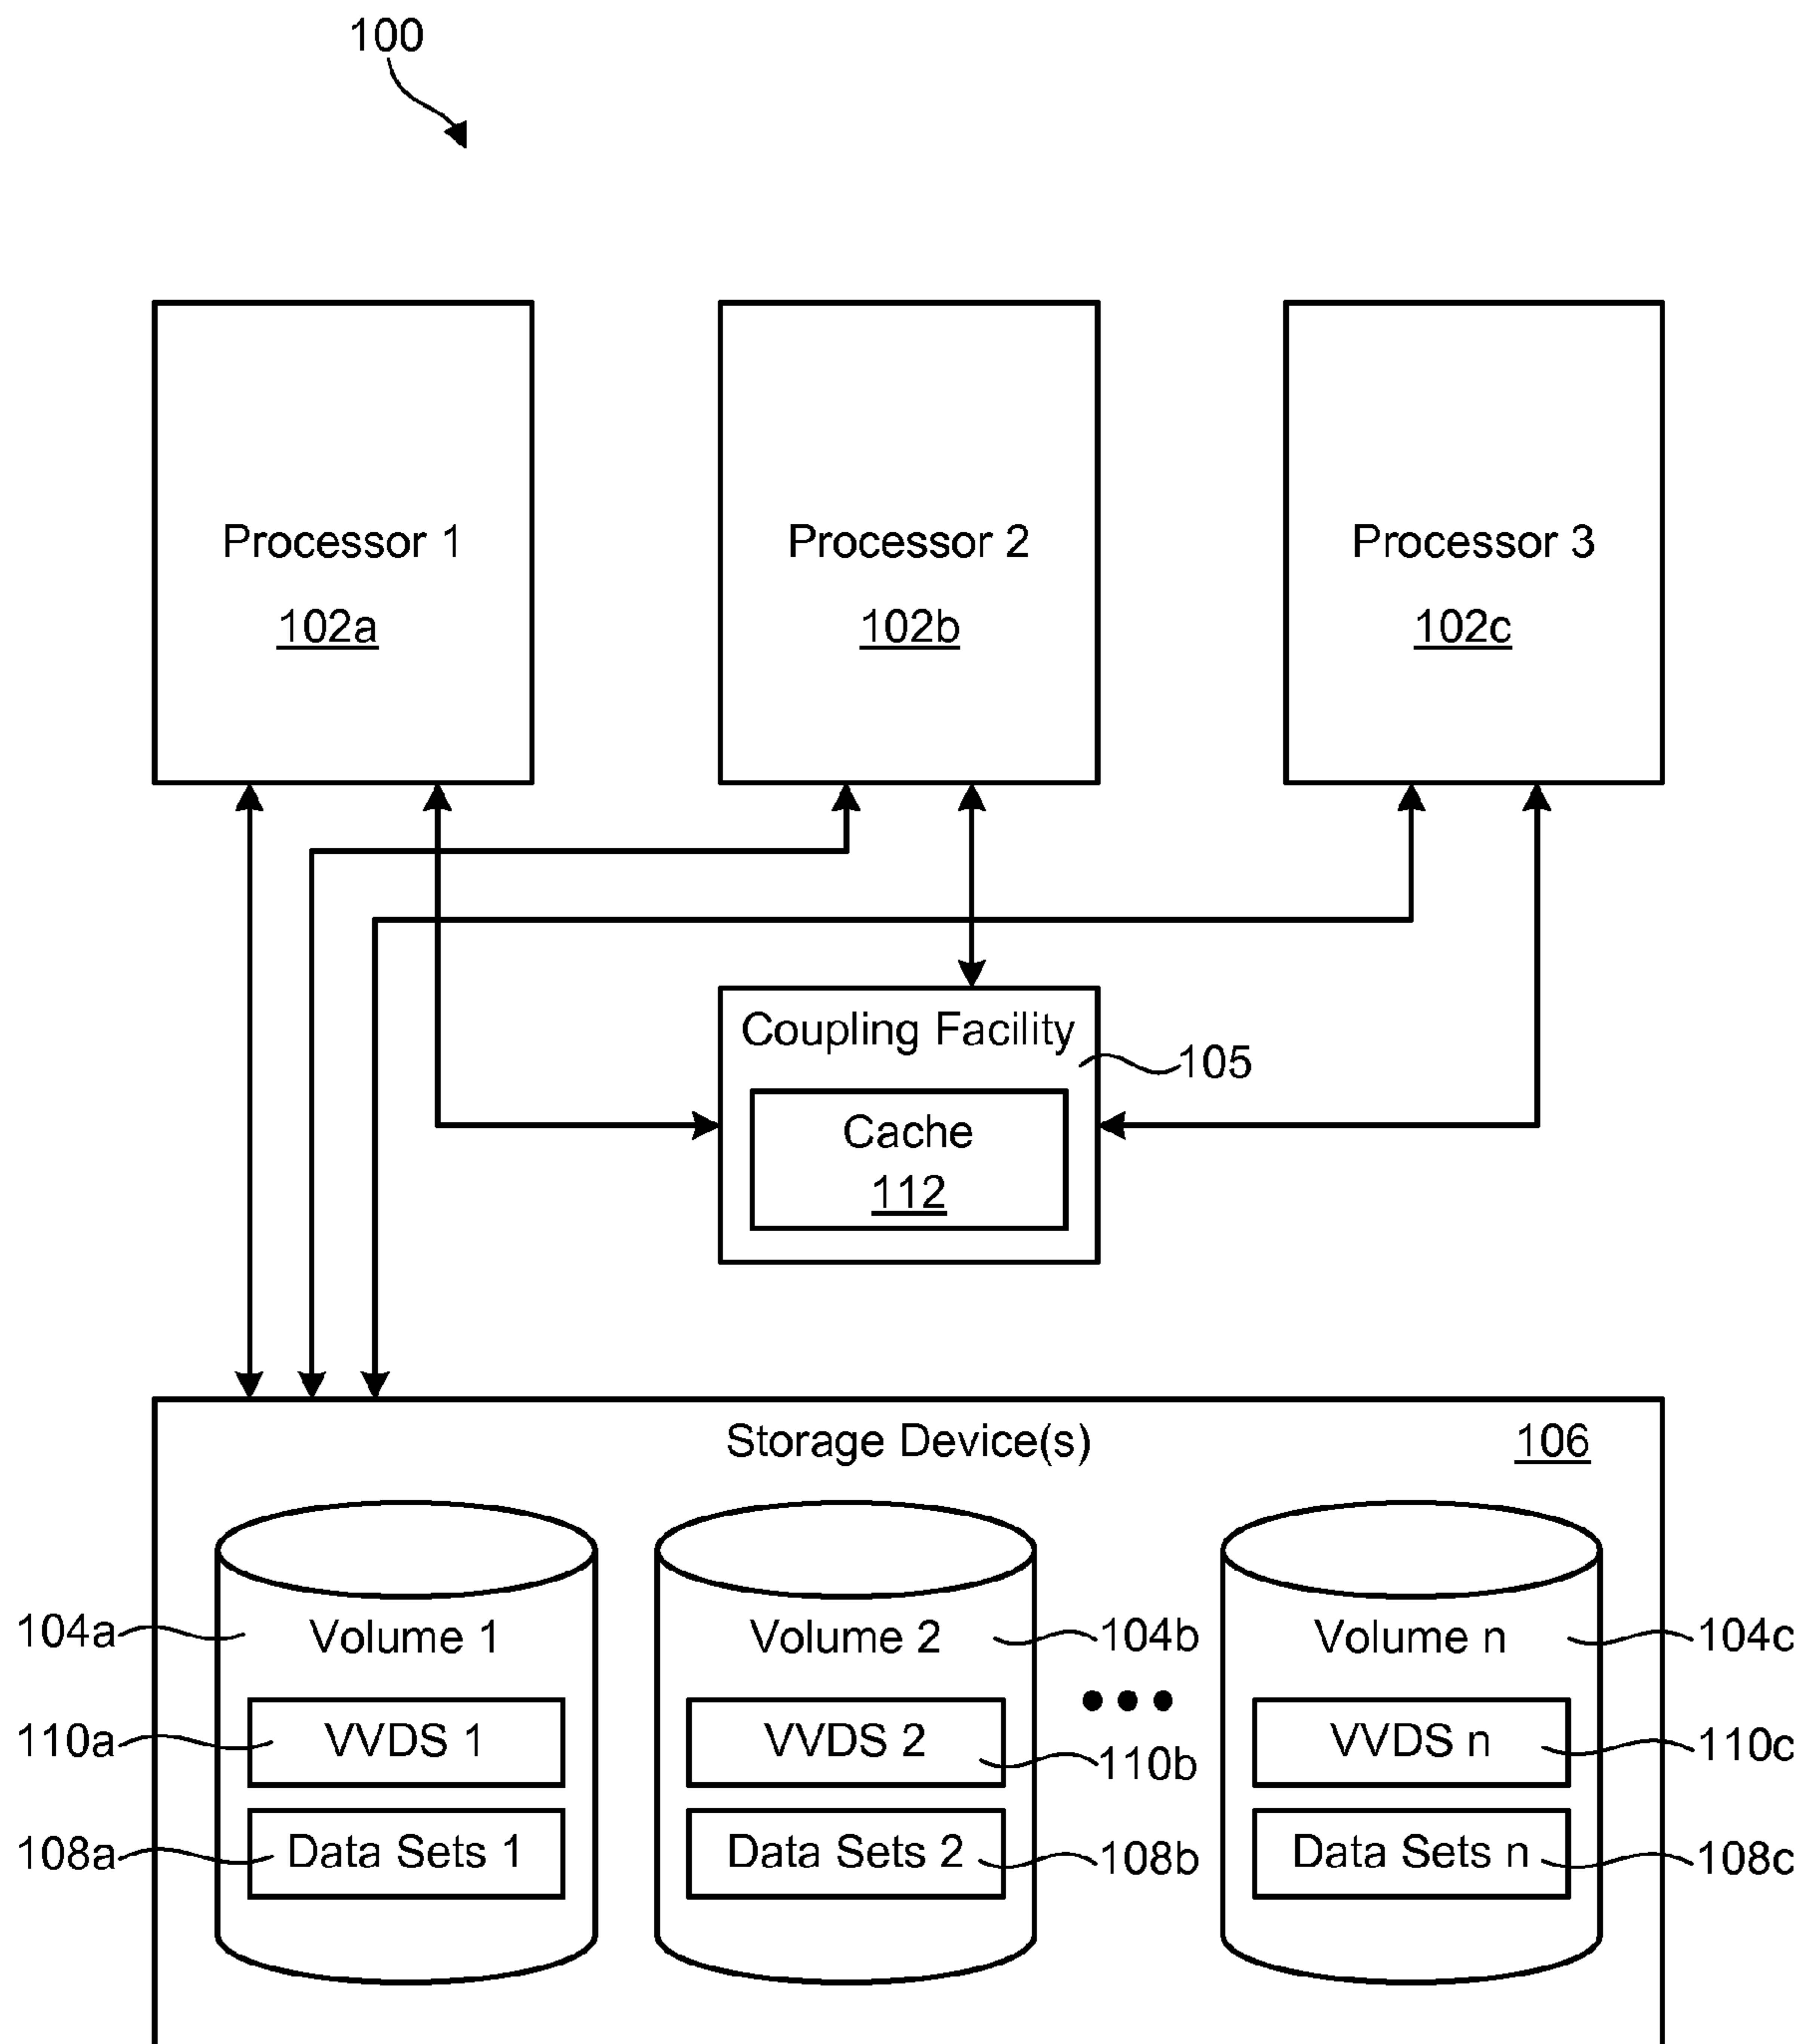 100
Processor 1
102a
Processor 2
102b
Processor 3
102c
Coupling Facility
105
Cache
112
Storage Device(s)
106
104a
Volume 1
Volume 2
104b
Volume n
104c
110a
VVDS 1
VVDS 2
110b
VVDS n
110c
108a
Data Sets 1
Data Sets 2
108b
Data Sets n
108c